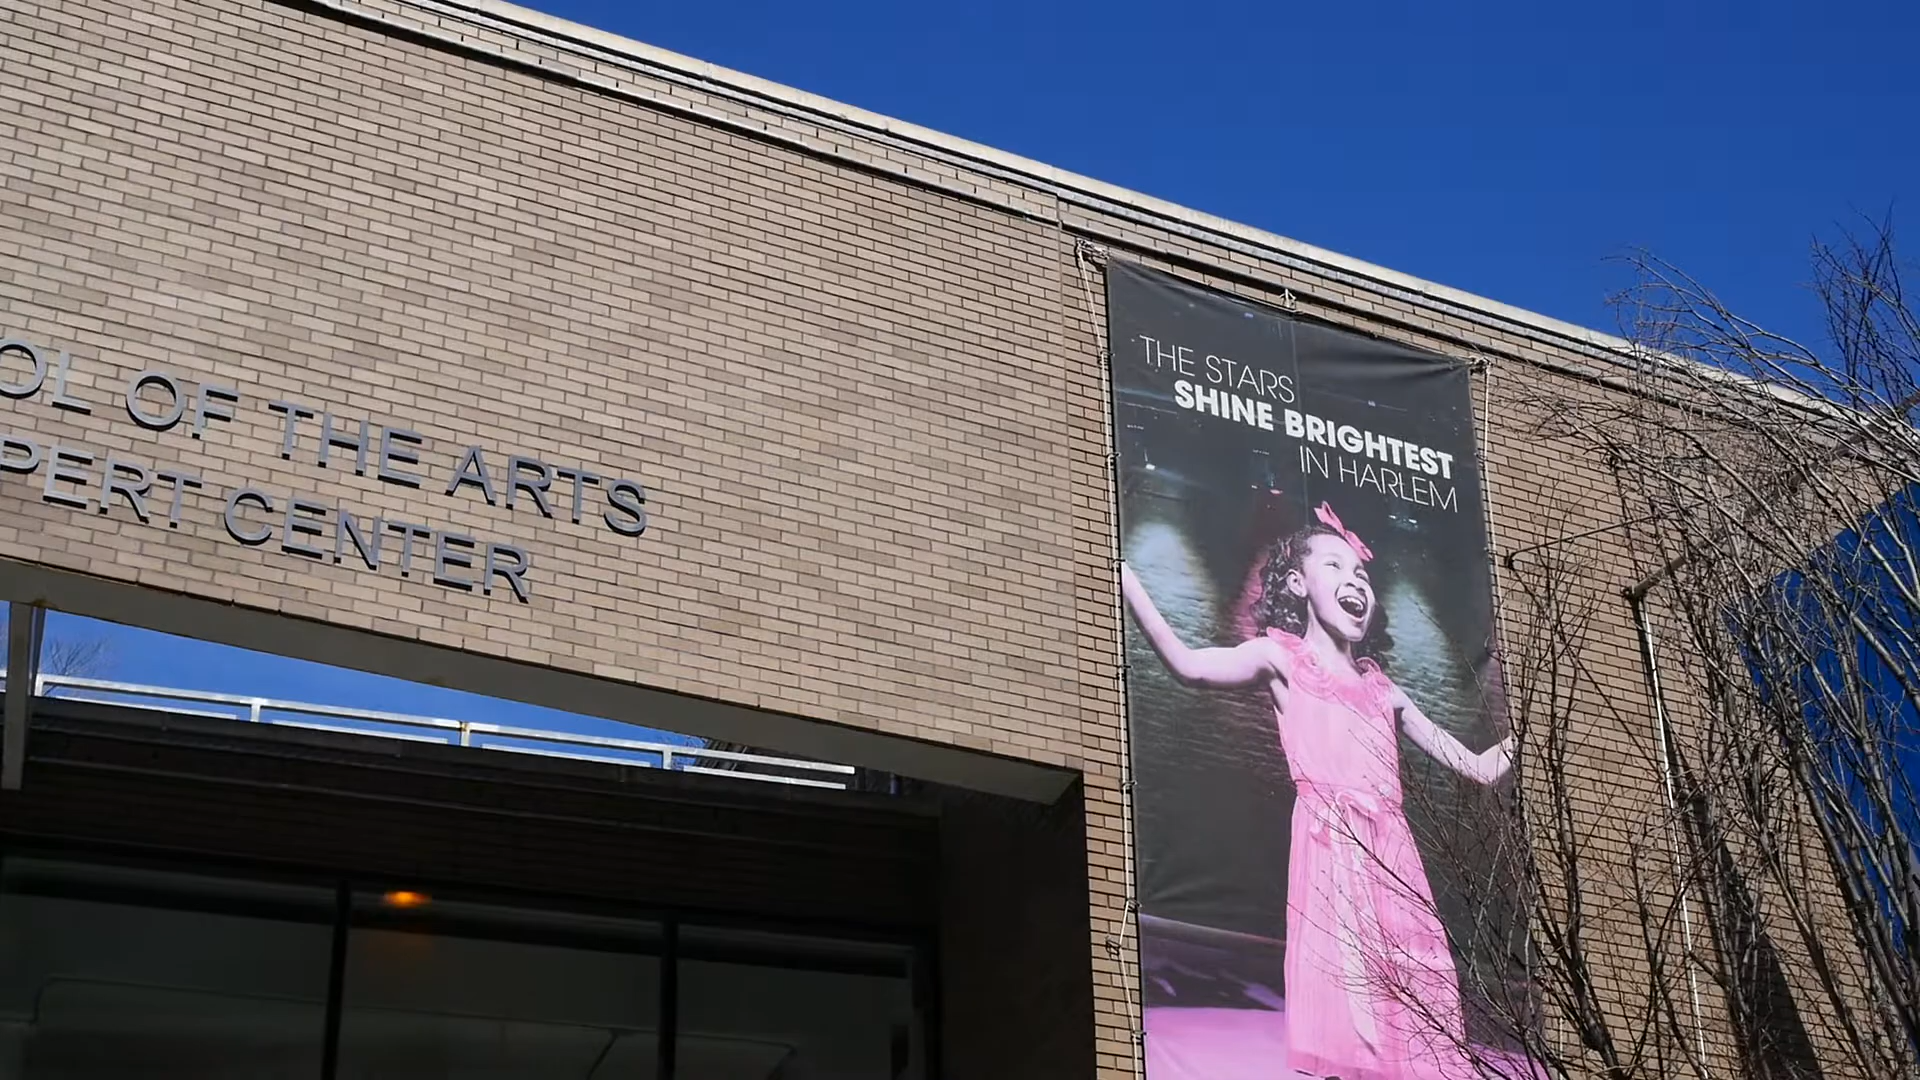 OL OF THE ARTS
PERT CENTER
THE STARS
SHINE BRIGHTEST
IN HARLEM